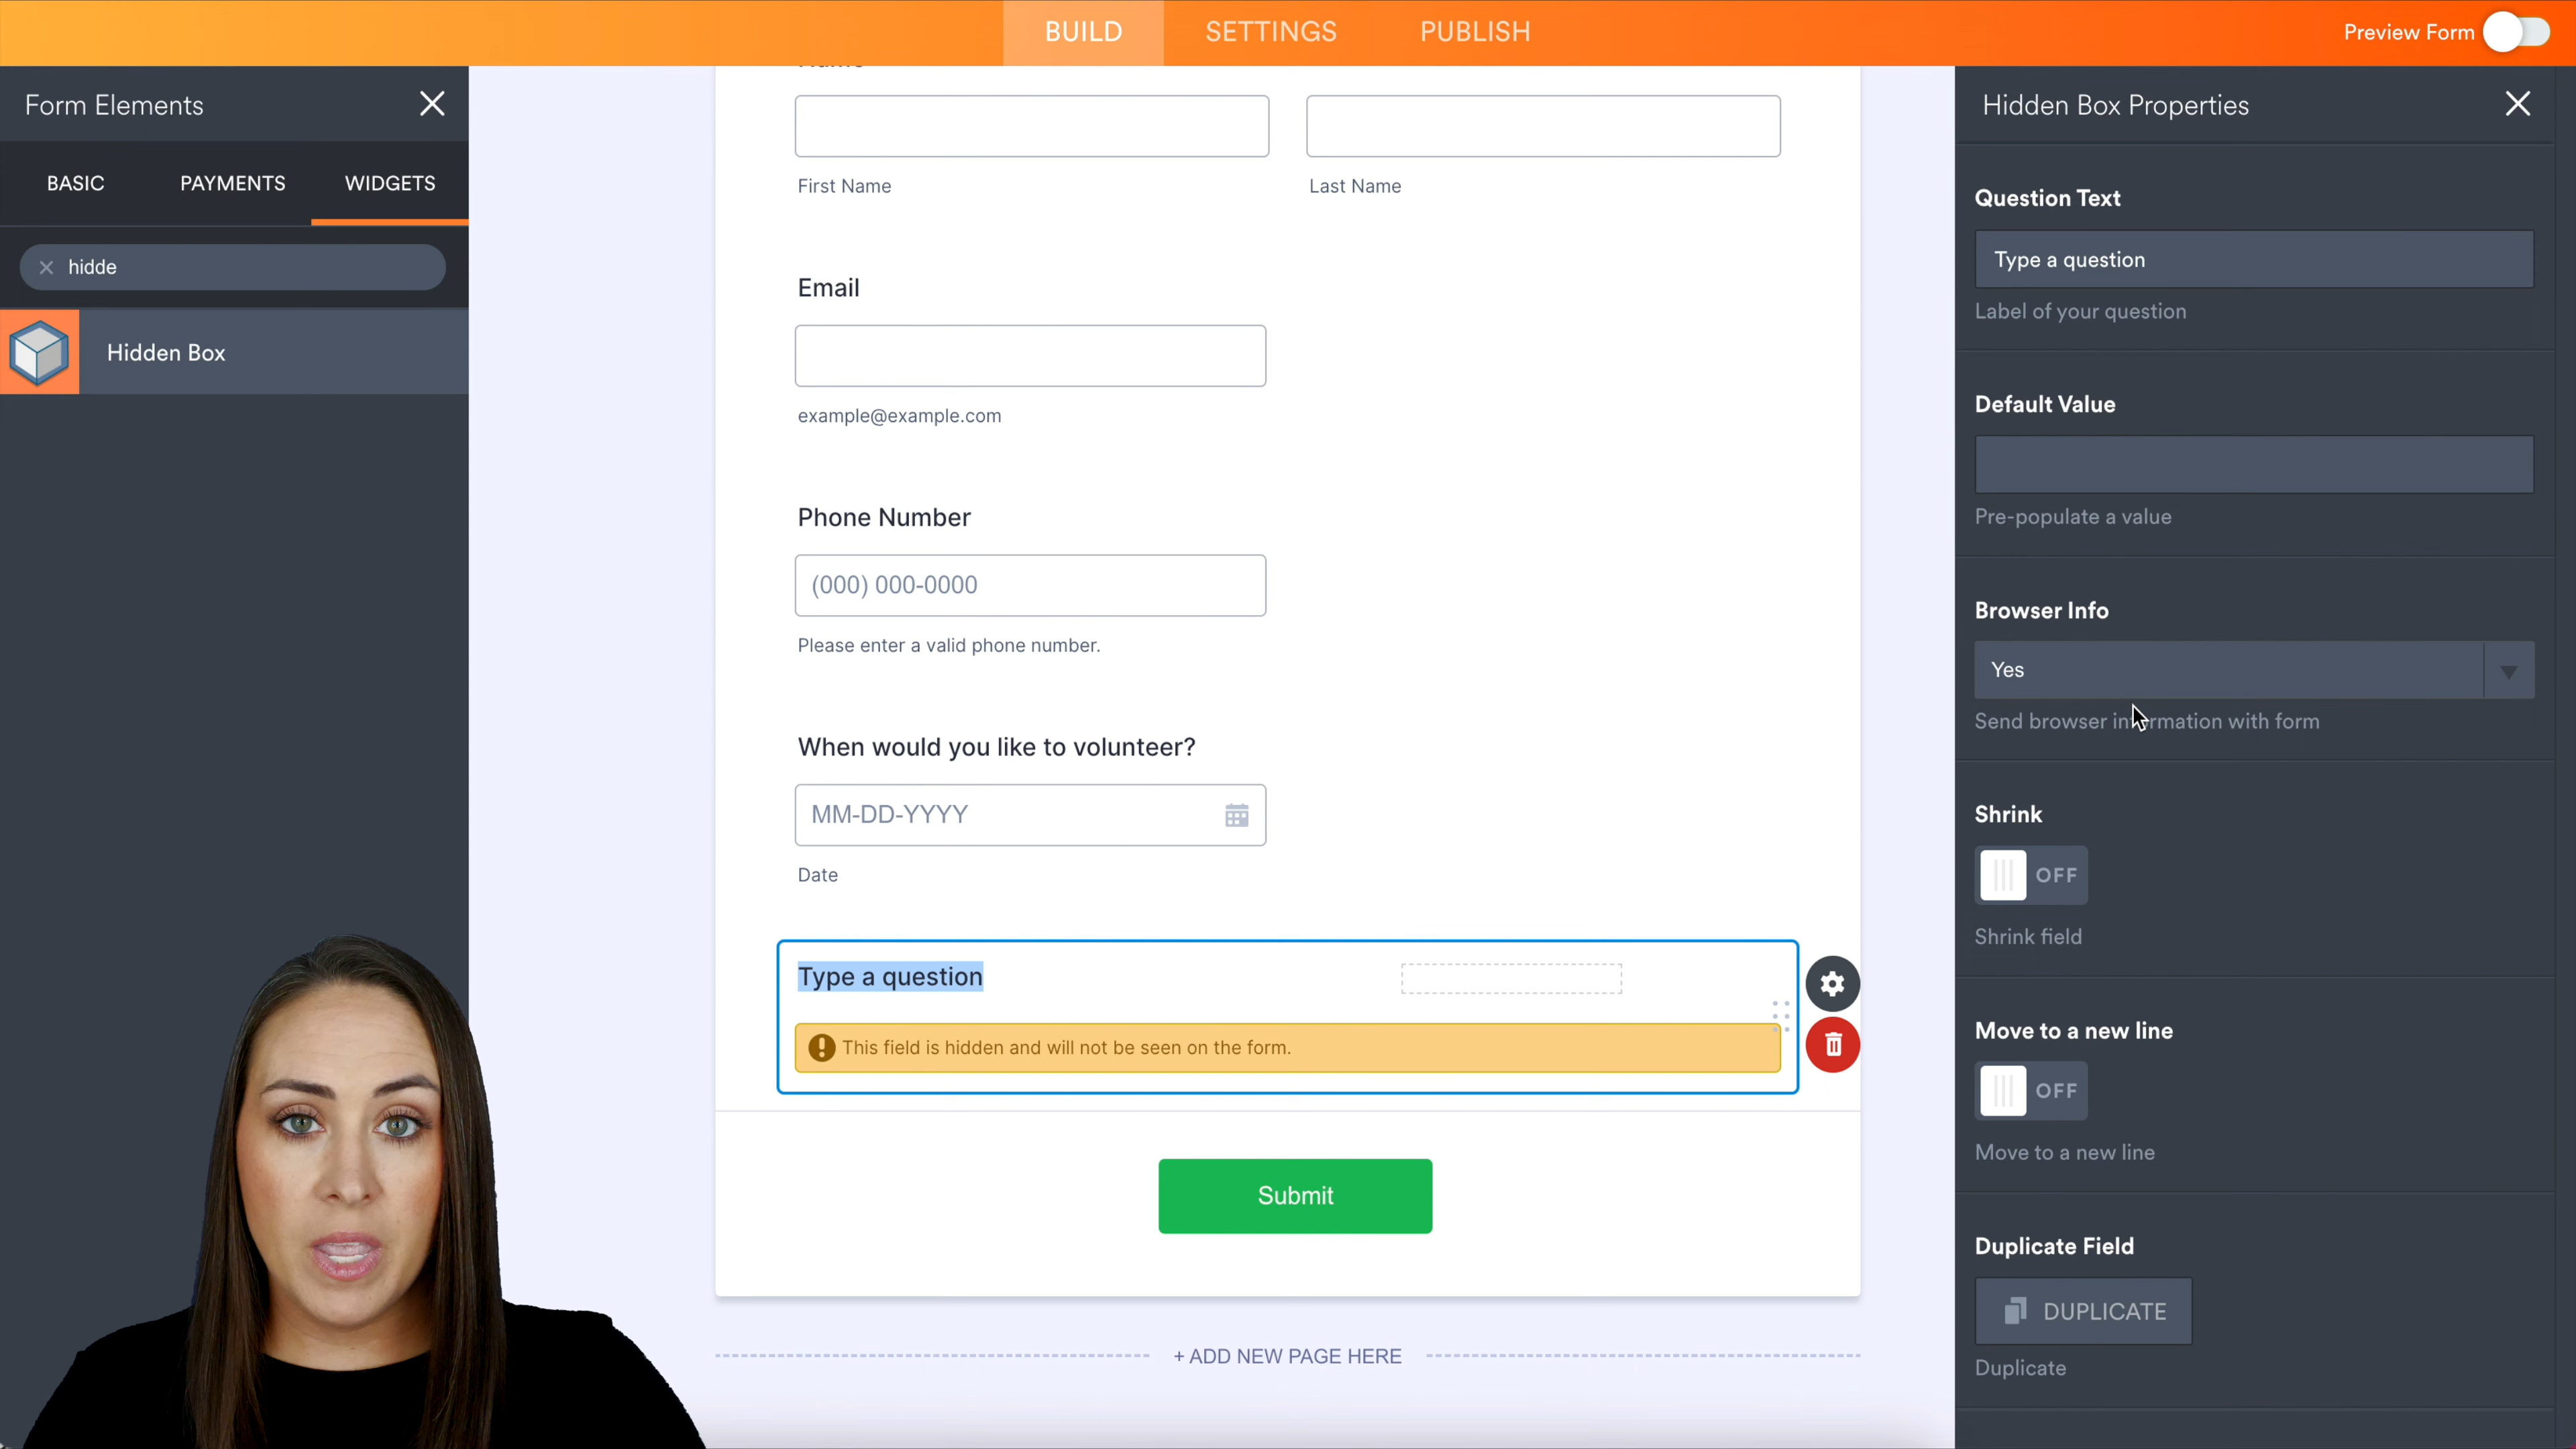 BUILD
SETTINGS
PUBLISH
Preview Form
Form Elements
BASIC
PAYMENTS
WIDGETS
hidde
Hidden Box
First Name
Last Name
Email
example@example.com
Phone Number
(000) 000-0000
Please enter a valid phone number.
When would you like to volunteer?
MM-DD-YYYY
Date
Type a question
This field is hidden and will not be seen on the form.
Submit
+ ADD NEW PAGE HERE
Hidden Box Properties
Question Text
Type a question
Label of your question
Default Value
Pre-populate a value
Browser Info
Yes
Send browser information with form
Shrink
OFF
Shrink field
Move to a new line
OFF
Move to a new line
Duplicate Field
DUPLICATE
Duplicate